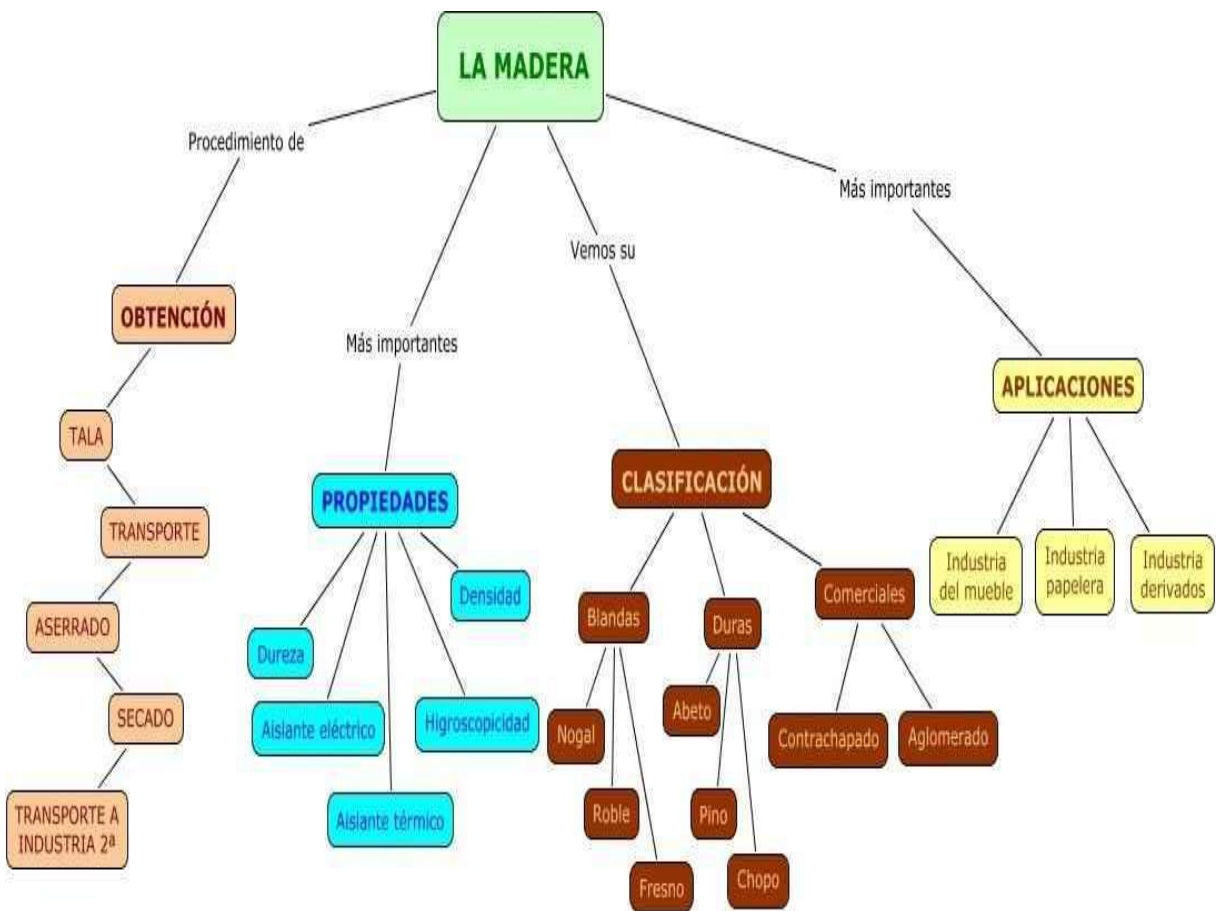 LA MADERA
Procedimiento de
OBTENCIÓN
TALA
TRANSPORTE
ASERRADO
SECADO
TRANSPORTE A
INDUSTRIA 2ª
Más importantes
PROPIEDADES
Dureza
Aislante eléctrico
Aislante térmico
Higroscopicidad
Densidad
Vemos su
CLASIFICACIÓN
Blandas
Nogal
Roble
Fresno
Duras
Abeto
Pino
Chopo
Comerciales
Contrachapado
Aglomerado
Más importantes
APLICACIONES
Industria
del mueble
Industria
papelera
Industria
derivados